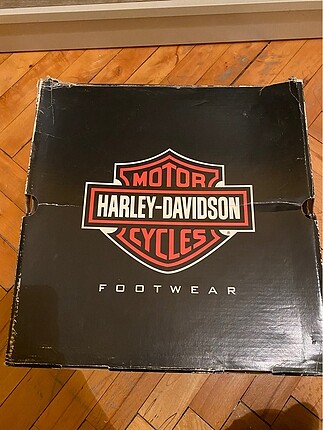 MOTOR
HARLEY-DAVIDSON
CYCLES
®
FOOTWEAR